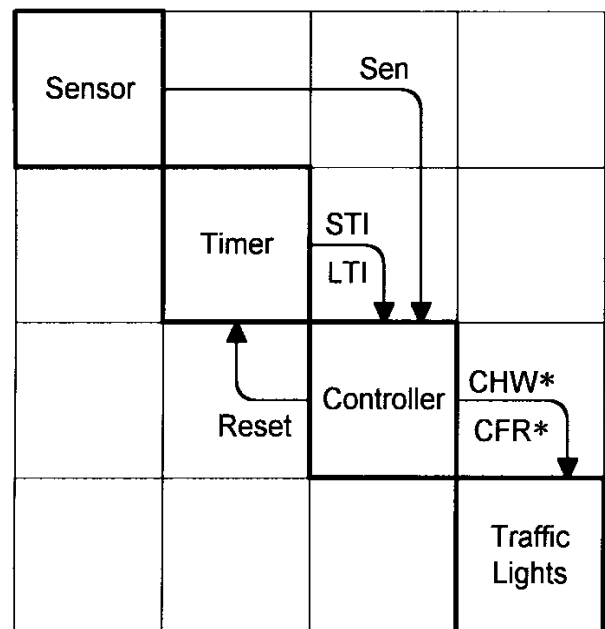 Sen
Sensor
STI
Timer
LTI
CHW*
Controller
Reset
CFR*
Traffic
Lights